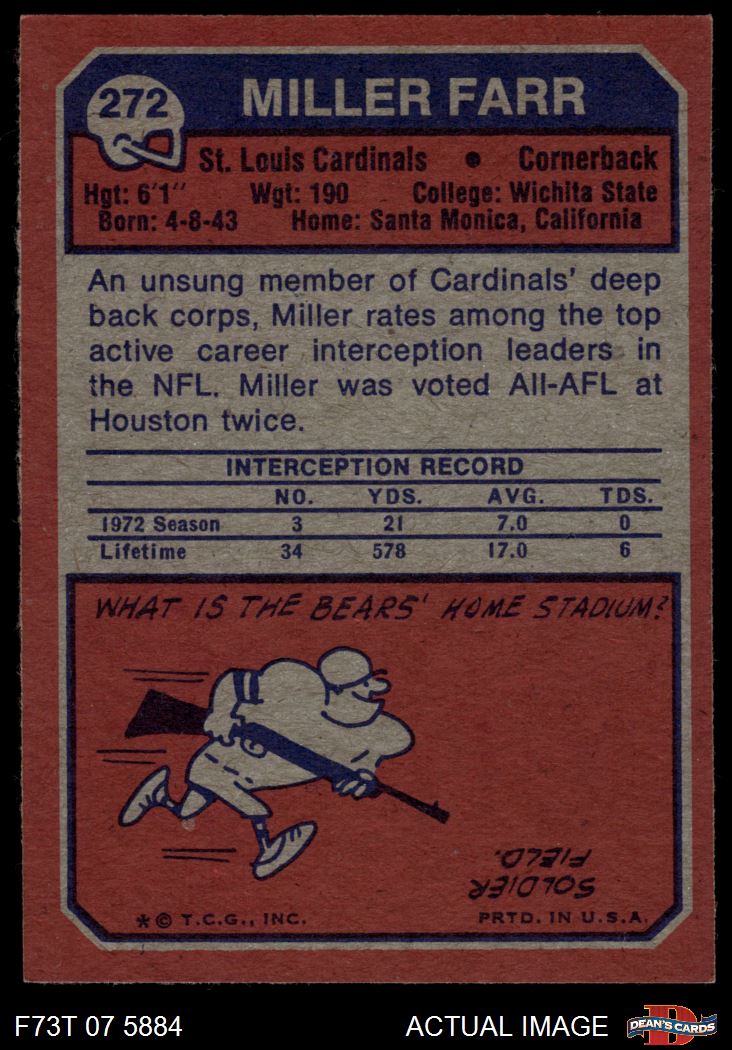 272
MILLER FARR
St. Louis Cardinals • Cornerback
Hgt: 6'1" Wgt: 190 College: Wichita State
Born: 4-8-43 Home: Santa Monica, California
An unsung member of Cardinals' deep
back corps, Miller rates among the top
active career interception leaders in
the NFL. Miller was voted All-AFL at
Houston twice.
INTERCEPTION RECORD
NO. YDS. AVG. TDS.
1972 Season 3 21 7.0 0
Lifetime 34 578 17.0 6
WHAT IS THE BEARS' HOME STADIUM?
SOLDIER
FIELD.
*© T.C.G., INC. PRTD. IN U.S.A.
F73T 07 5884 ACTUAL IMAGE
D
DEAN'S CARDS